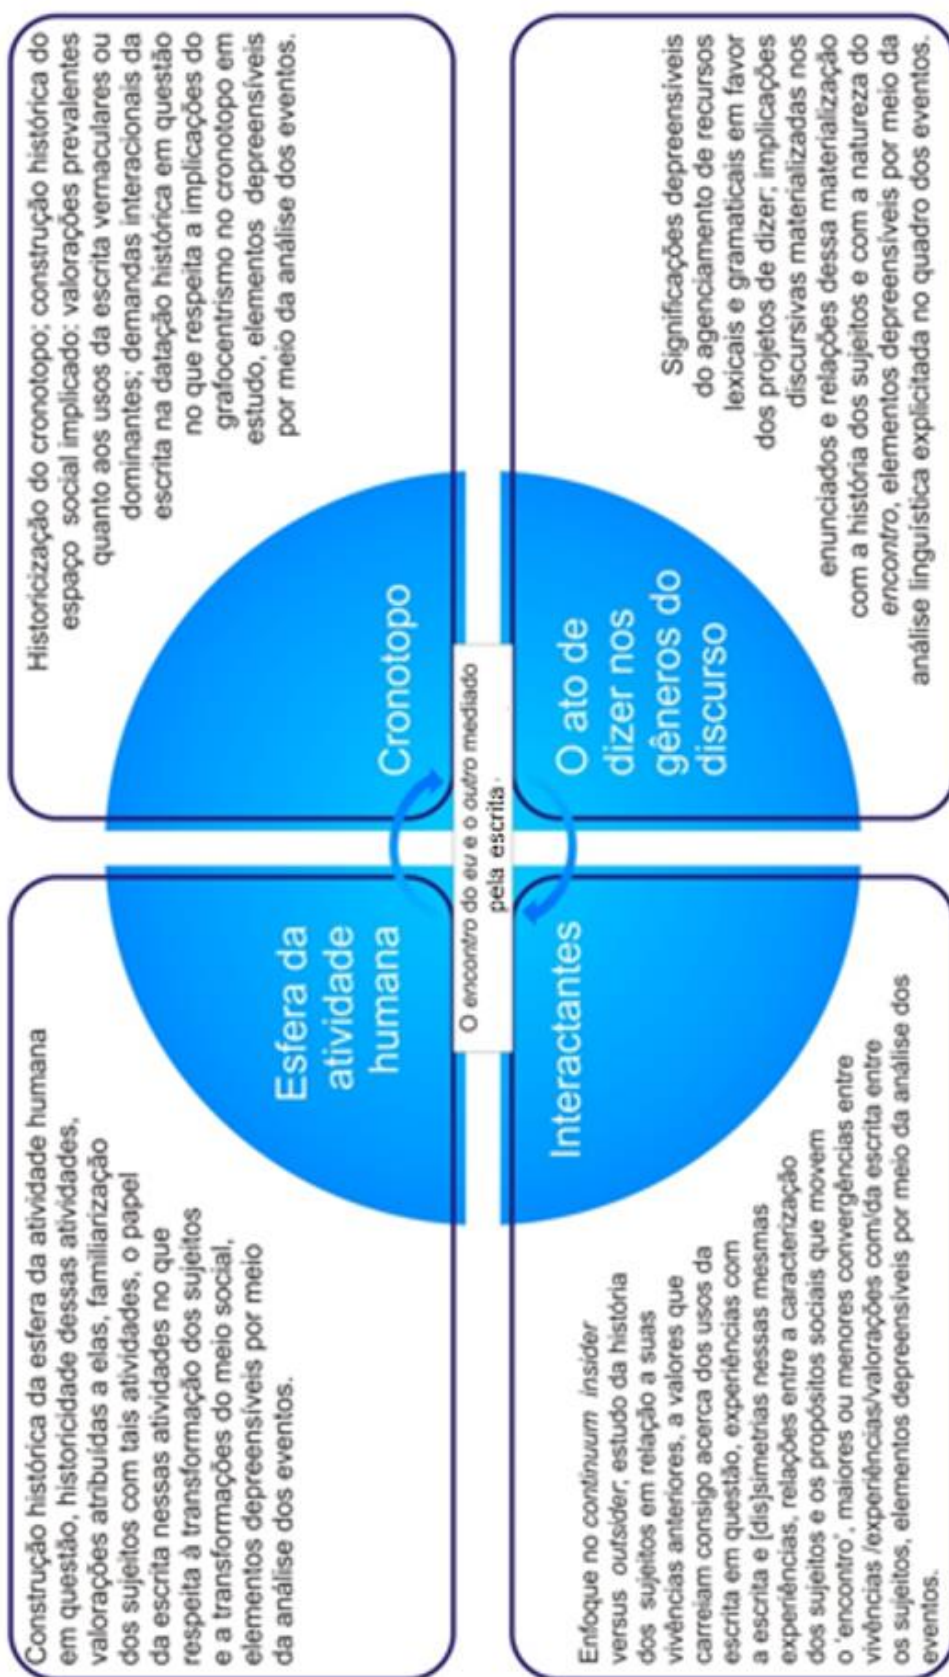 Construção histórica da esfera da atividade humana
em questão, historicidade dessas atividades,
valorações atribuídas a elas, familiarização
dos sujeitos com tais atividades, o papel
da escrita nessas atividades no que
respeita à transformação dos sujeitos
e a transformações do meio social,
elementos depreensíveis por meio
da análise dos eventos.
Esfera da
atividade
humana
Historicização do cronotopo; construção histórica do
espaço social implicado: valorações prevalentes
quanto aos usos da escrita vernaculares ou
dominantes; demandas interacionais da
escrita na datação histórica em questão
no que respeita a implicações do
grafocentrismo no cronotopo em
estudo, elementos depreensíveis
por meio da análise dos eventos.
Cronotopo
O encontro do eu e o outro mediado
pela escrita.
Interactantes
Enfoque no continuum insider
versus outsider; estudo da história
dos sujeitos em relação a suas
vivências anteriores, a valores que
carreiam consigo acerca dos usos da
escrita em questão, experiências com
a escrita e [dis]simetrias nessas mesmas
experiências, relações entre a caracterização
dos sujeitos e os propósitos sociais que movem
o 'encontro', maiores ou menores convergências entre
vivências /experiências/valorações com/da escrita entre
os sujeitos, elementos depreensíveis por meio da análise dos
eventos.
O ato de
dizer nos
gêneros do
discurso
Significações depreensíveis
do agenciamento de recursos
lexicais e gramaticais em favor
dos projetos de dizer; implicações
discursivas materializadas nos
enunciados e relações dessa materialização
com a história dos sujeitos e com a natureza do
encontro, elementos depreensíveis por meio da
análise linguística explicitada no quadro dos eventos.